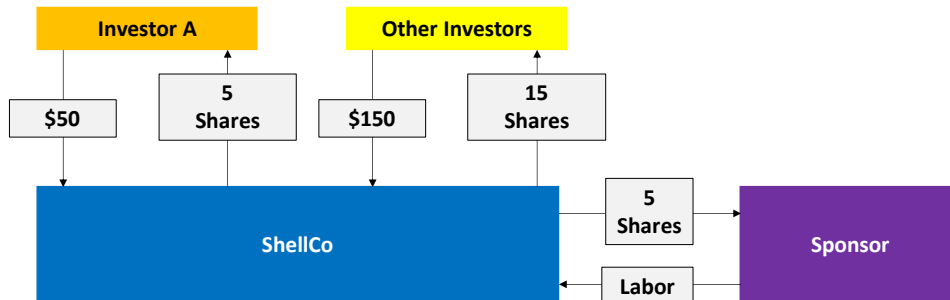 Investor A
Other Investors
$50
5
Shares
$150
15
Shares
ShellCo
5
Shares
Labor
Sponsor